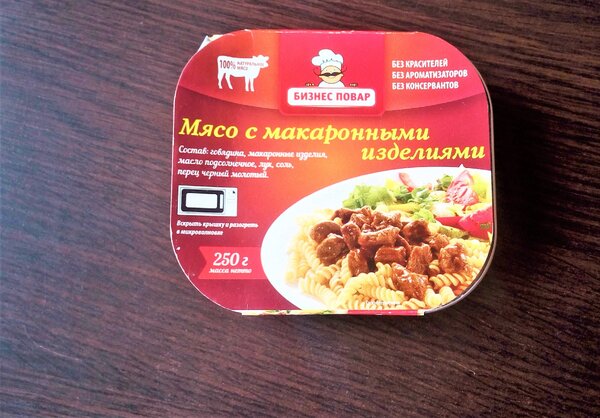 100% НАТУРАЛЬНОЕ
МЯСО
БИЗНЕС ПОВАР
БЕЗ КРАСИТЕЛЕЙ
БЕЗ АРОМАТИЗАТОРОВ
БЕЗ КОНСЕРВАНТОВ
Мясо с макаронными
изделиями
Состав: говядина, макаронные изделия,
масло подсолнечное, лук, соль,
перец черный молотый.
Вскрыть крышку и разогреть
в микроволновке
250 г
масса нетто